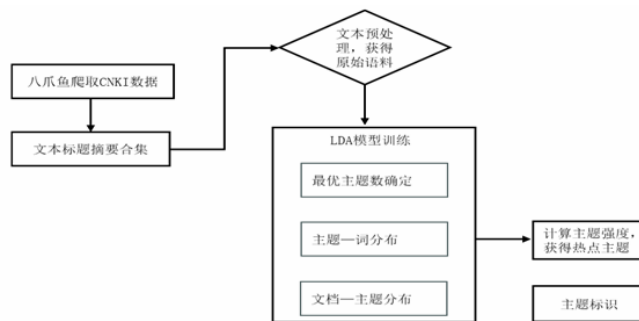 八爪鱼爬取CNKI数据
文本标题摘要合集
文本预处
理，获得
原始语料
LDA模型训练
最优主题数确定
主题—词分布
文档—主题分布
计算主题强度，
获得热点主题
主题标识